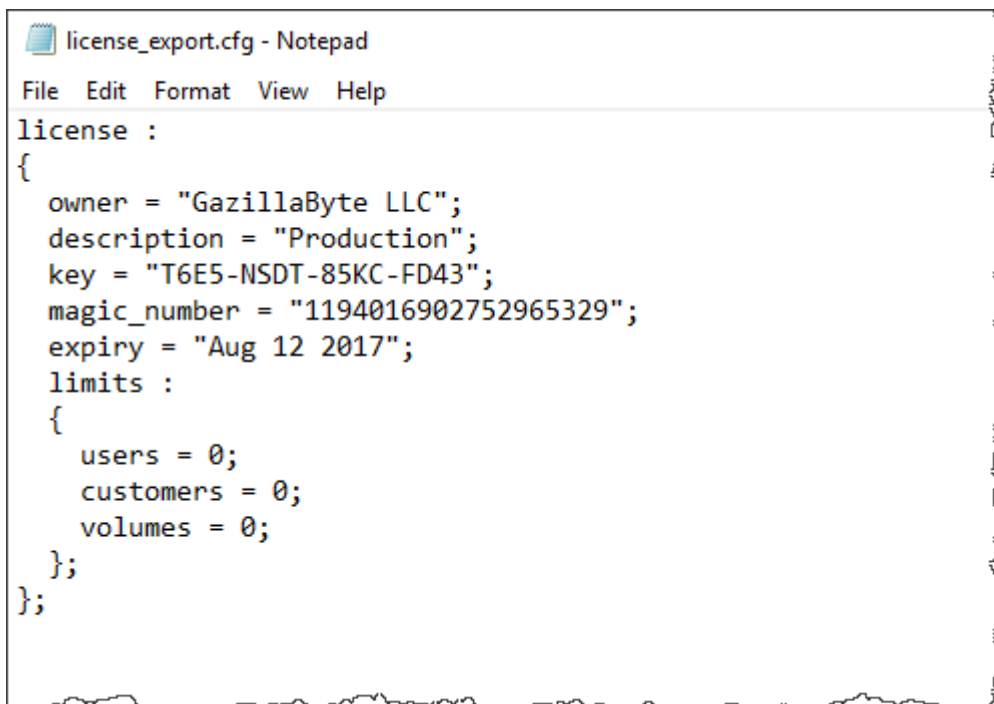 license_export.cfg - Notepad
File Edit Format View Help
license :
{
  owner = "GazillaByte LLC";
  description = "Production";
  key = "T6E5-NSDT-85KC-FD43";
  magic_number = "1194016902752965329";
  expiry = "Aug 12 2017";
  limits :
  {
    users = 0;
    customers = 0;
    volumes = 0;
  };
};